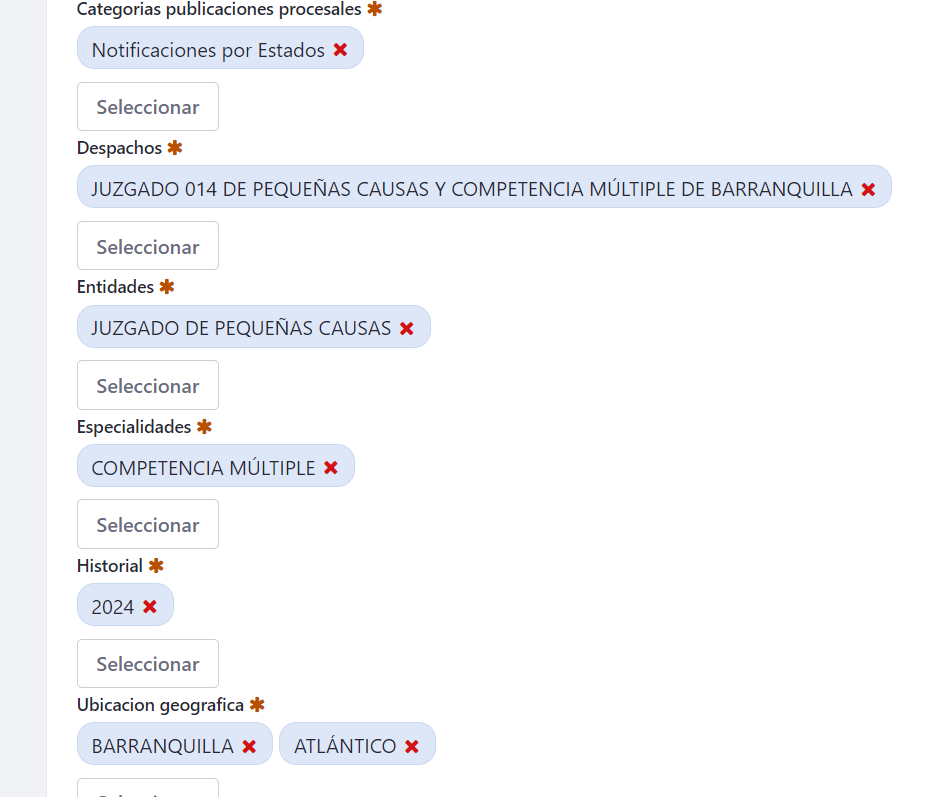 Categorias publicaciones procesales ✱
Notificaciones por Estados ✖
Seleccionar
Despachos ✱
JUZGADO 014 DE PEQUEÑAS CAUSAS Y COMPETENCIA MÚLTIPLE DE BARRANQUILLA ✖
Seleccionar
Entidades ✱
JUZGADO DE PEQUEÑAS CAUSAS ✖
Seleccionar
Especialidades ✱
COMPETENCIA MÚLTIPLE ✖
Seleccionar
Historial ✱
2024 ✖
Seleccionar
Ubicacion geografica ✱
BARRANQUILLA ✖ ATLÁNTICO ✖